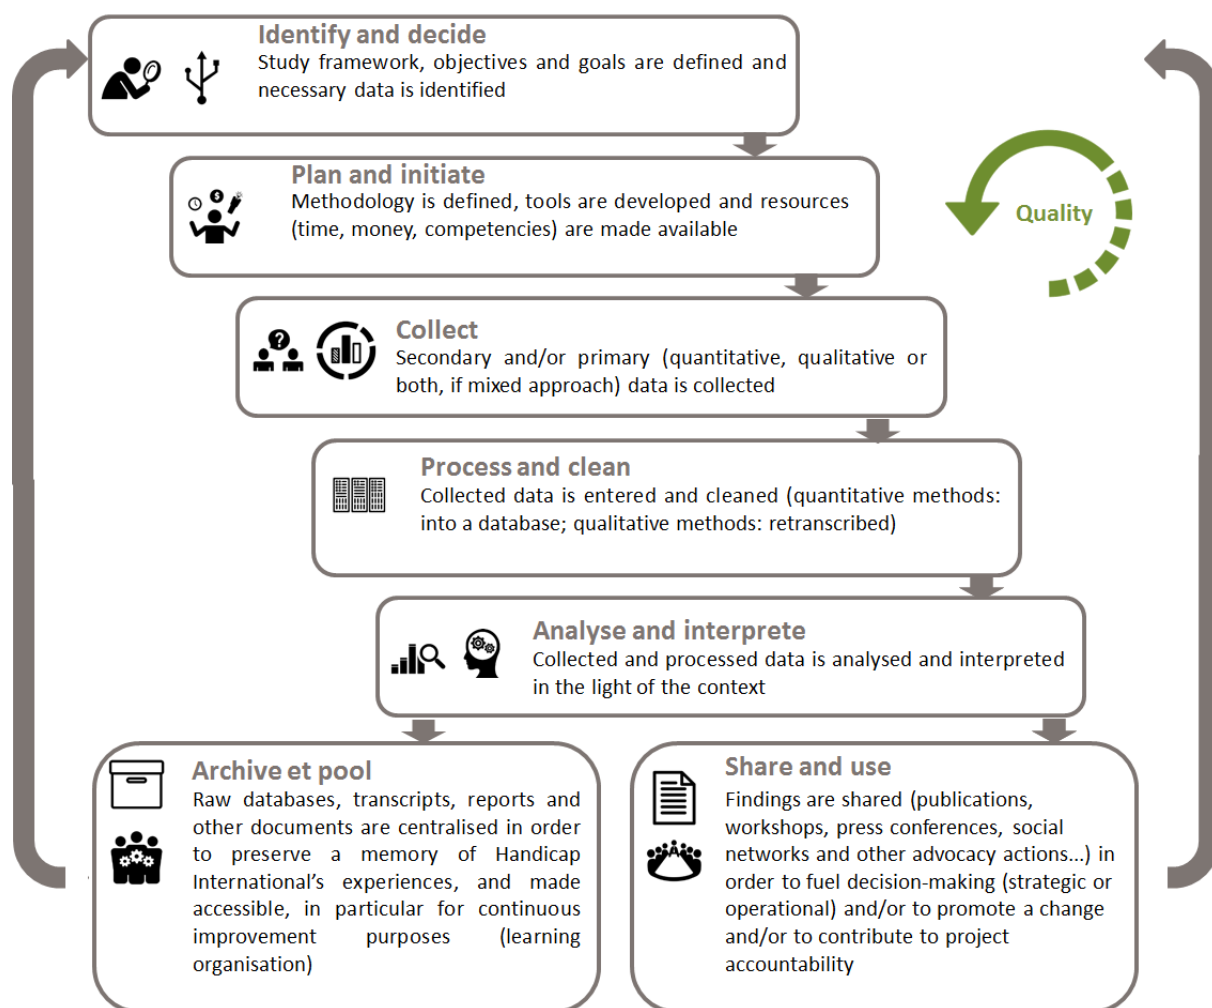 Identify and decide
Study framework, objectives and goals are defined and
necessary data is identified
Plan and initiate
Methodology is defined, tools are developed and resources
(time, money, competencies) are made available
Quality
Collect
Secondary and/or primary (quantitative, qualitative or
both, if mixed approach) data is collected
Process and clean
Collected data is entered and cleaned (quantitative methods:
into a database; qualitative methods: retranscribed)
Analyse and interprete
Collected and processed data is analysed and interpreted
in the light of the context
Archive et pool
Raw databases, transcripts, reports and
other documents are centralised in order
to preserve a memory of Handicap
International's experiences, and made
accessible, in particular for continuous
improvement purposes (learning
organisation)
Share and use
Findings are shared (publications,
workshops, press conferences, social
networks and other advocacy actions...) in
order to fuel decision-making (strategic or
operational) and/or to promote a change
and/or to contribute to project
accountability